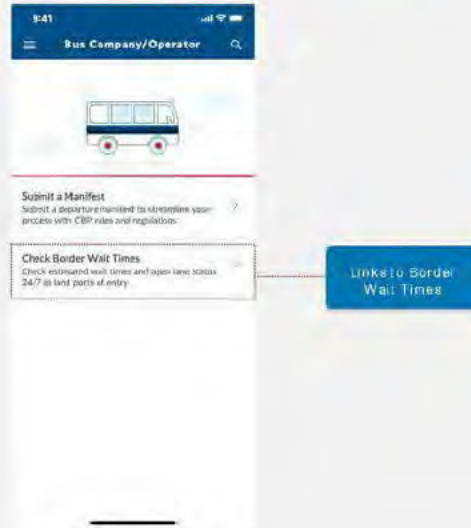 9:41
Bus Company/Operator
Submit a Manifest
Submit a departure manifest to streamline your
process with CBP rules and regulations.
Check Border Wait Times
Check estimated wait times and open lane status
24/7 at land ports of entry
Links to Border
Wait Times